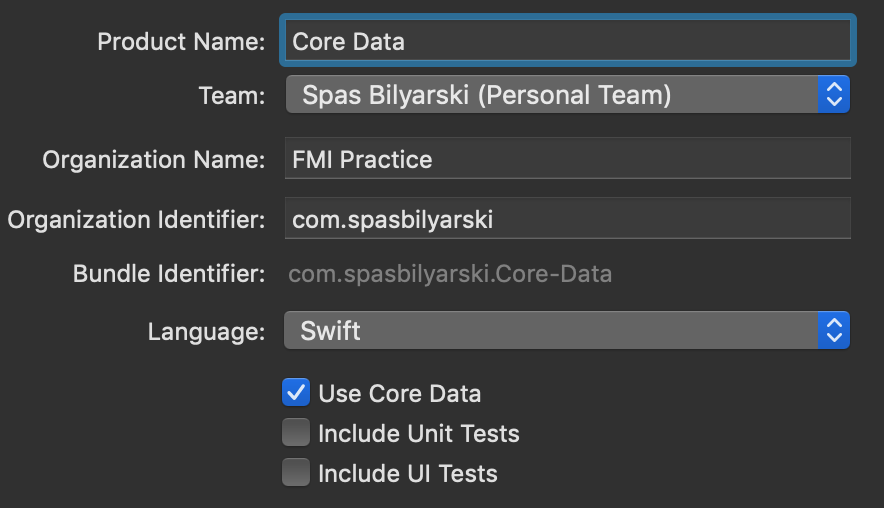 Product Name: Core Data
Team: Spas Bilyarski (Personal Team)
Organization Name: FMI Practice
Organization Identifier: com.spasbilyarski
Bundle Identifier: com.spasbilyarski.Core-Data
Language: Swift
Use Core Data
Include Unit Tests
Include UI Tests